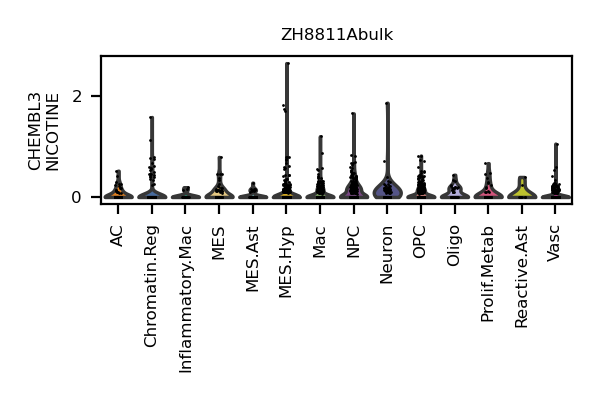 ZH8811Abulk
CHEMBL3
NICOTINE
2
0
AC
Chromatin.Reg
Inflammatory.Mac
MES
MES.Ast
MES.Hyp
Mac
NPC
Neuron
OPC
Oligo
Prolif.Metab
Reactive.Ast
Vasc